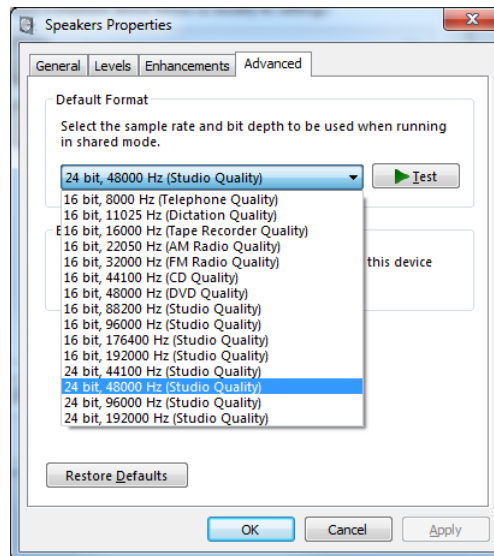 Speakers Properties
General Levels Enhancements Advanced
Default Format
Select the sample rate and bit depth to be used when running
in shared mode.
24 bit, 48000 Hz (Studio Quality)
Test
16 bit, 8000 Hz (Telephone Quality)
16 bit, 11025 Hz (Dictation Quality)
16 bit, 16000 Hz (Tape Recorder Quality)
16 bit, 22050 Hz (AM Radio Quality)
16 bit, 32000 Hz (FM Radio Quality)
this device
16 bit, 44100 Hz (CD Quality)
16 bit, 48000 Hz (DVD Quality)
16 bit, 88200 Hz (Studio Quality)
16 bit, 96000 Hz (Studio Quality)
16 bit, 176400 Hz (Studio Quality)
16 bit, 192000 Hz (Studio Quality)
24 bit, 44100 Hz (Studio Quality)
24 bit, 48000 Hz (Studio Quality)
24 bit, 96000 Hz (Studio Quality)
24 bit, 192000 Hz (Studio Quality)
Restore Defaults
OK Cancel Apply